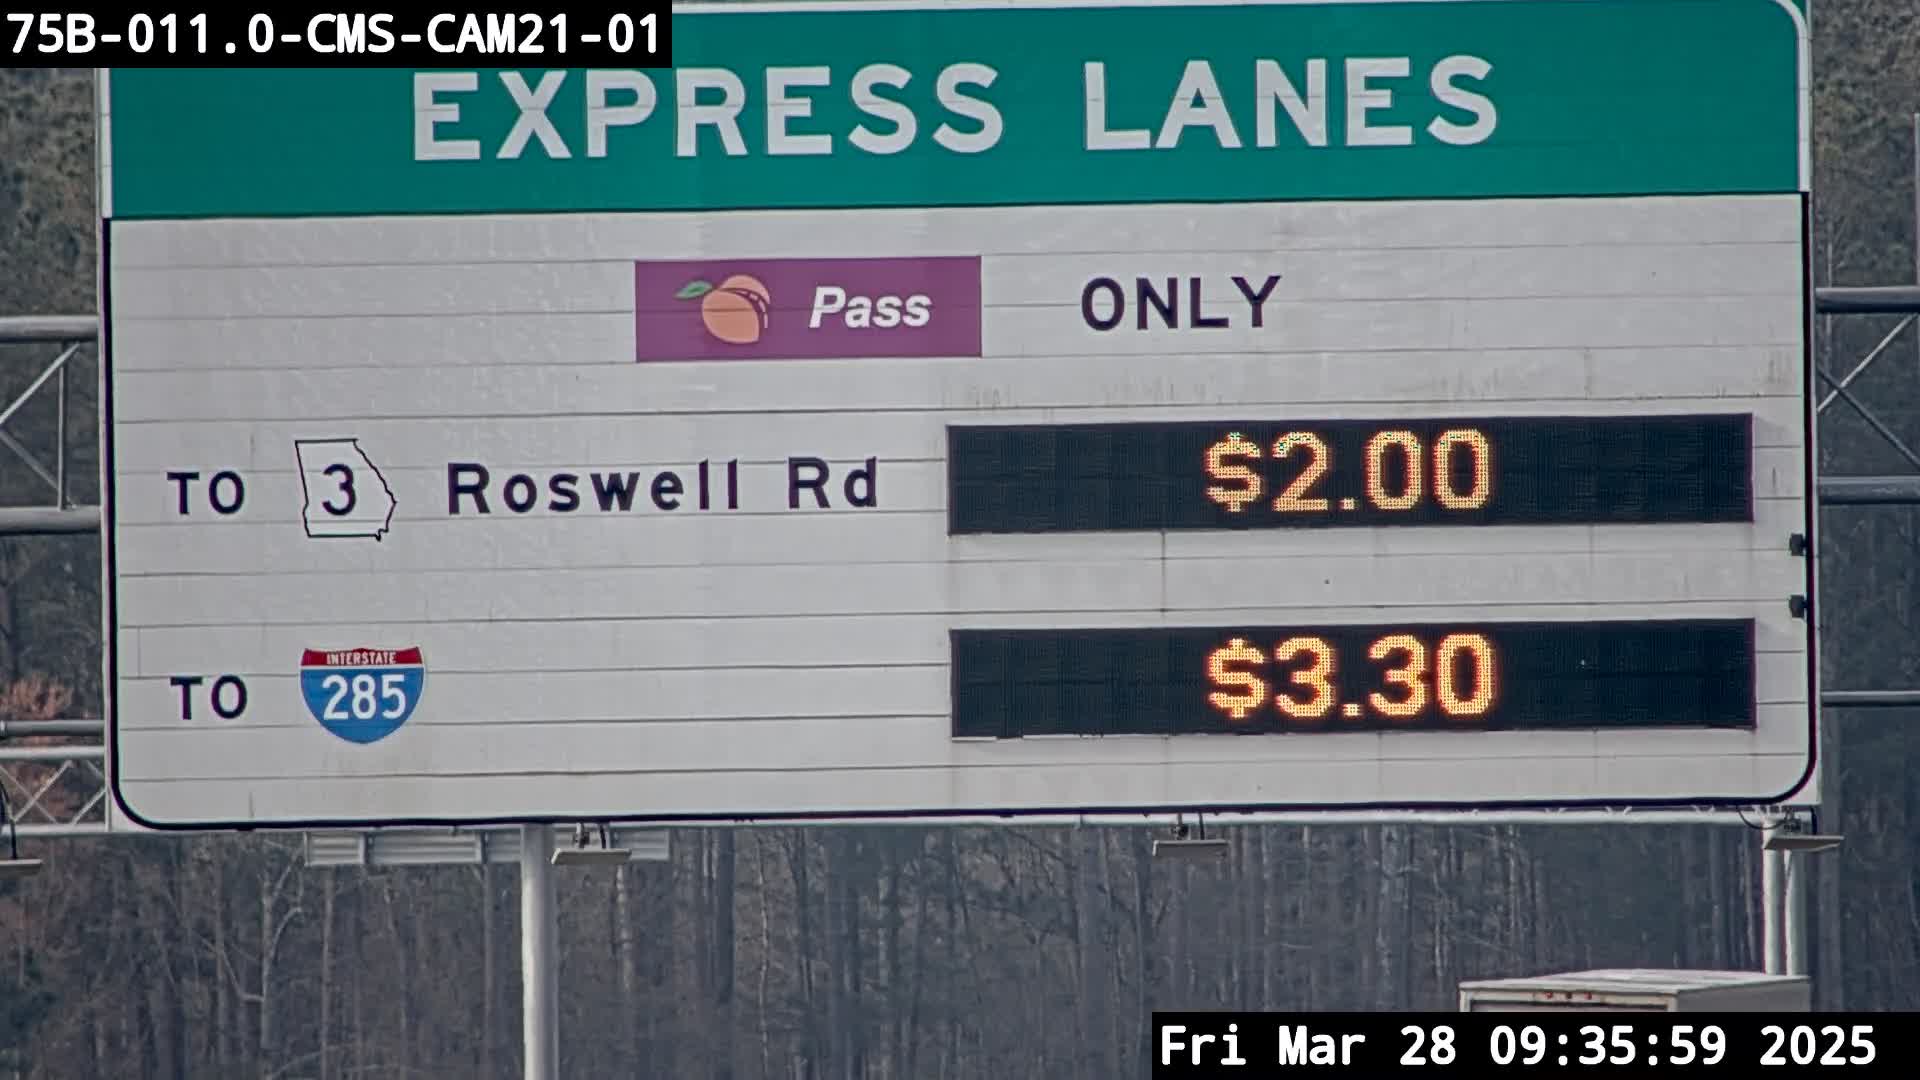 75B-011.0-CMS-CAM21-01
EXPRESS LANES
Pass ONLY
TO 3 Roswell Rd $2.00
TO INTERSTATE 285 $3.30
Fri Mar 28 09:35:59 2025